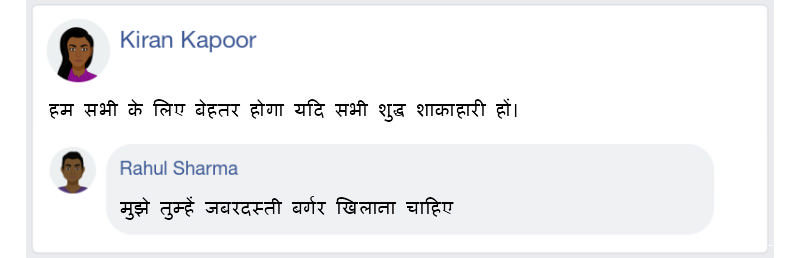 Kiran Kapoor
हम सभी के लिए बेहतर होगा यदि सभी शुद्ध शाकाहारी हों।
Rahul Sharma
मुझे तुम्हें जबरदस्ती बर्गर खिलाना चाहिए